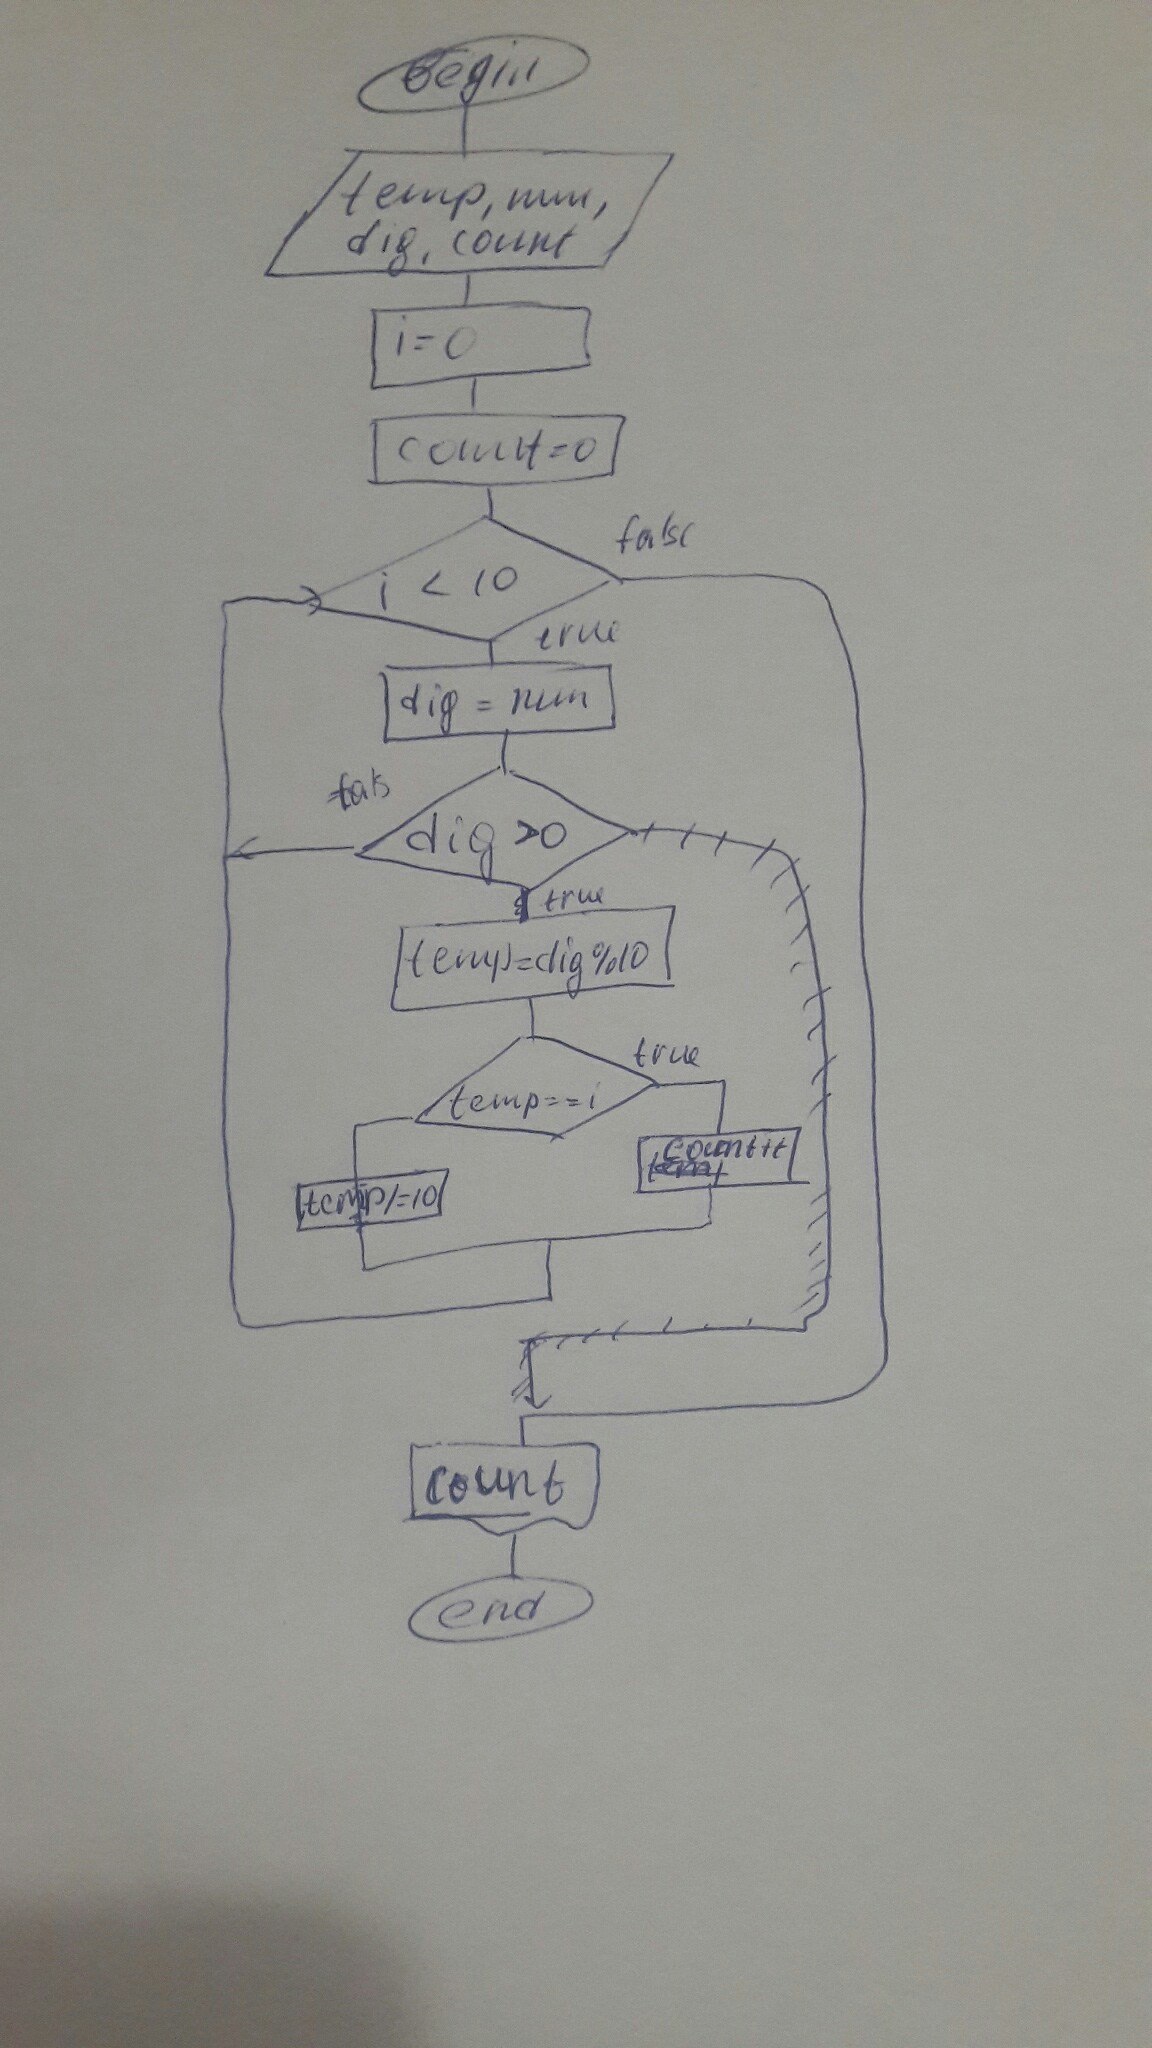 Begin
temp, num,
dig, count
i=0
count=0
false
i < 10
true
dig = num
fals
dig >0
true
temp=dig%10
true
temp==i
count++
temp/=10
count
end